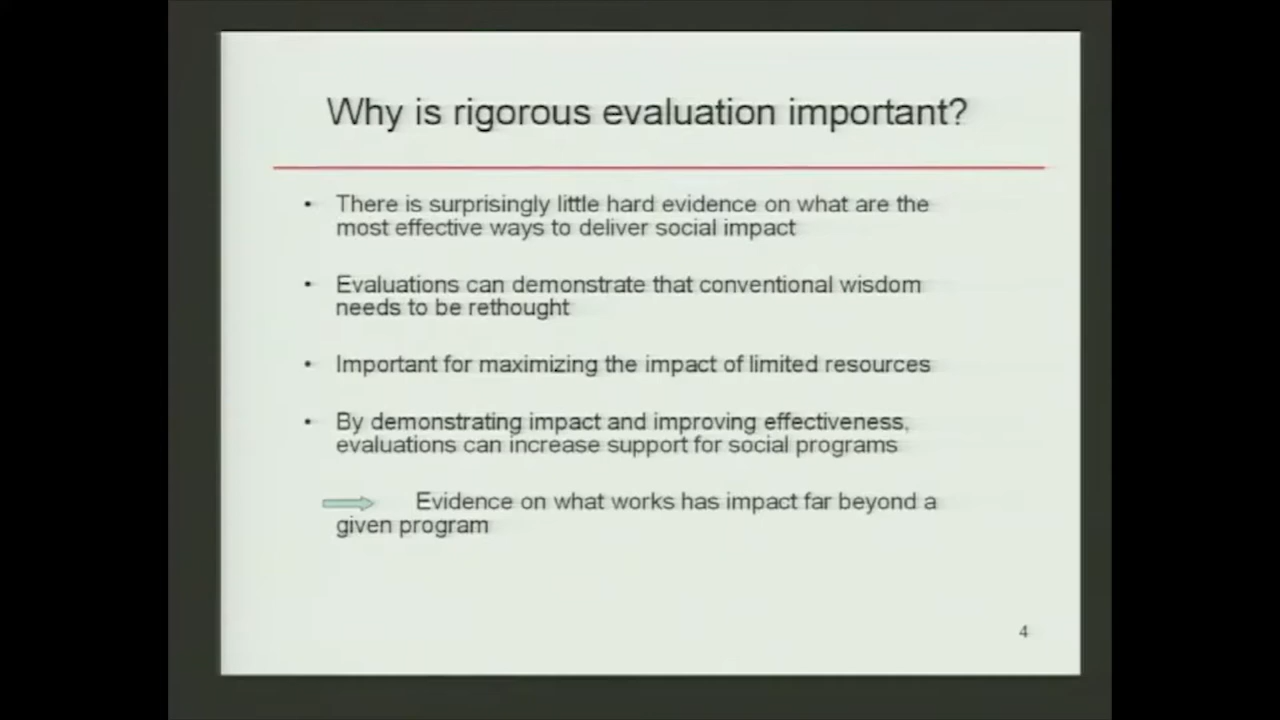 Why is rigorous evaluation important?
• There is surprisingly little hard evidence on what are the
most effective ways to deliver social impact
• Evaluations can demonstrate that conventional wisdom
needs to be rethought
• Important for maximizing the impact of limited resources
• By demonstrating impact and improving effectiveness,
evaluations can increase support for social programs
Evidence on what works has impact far beyond a
given program
4